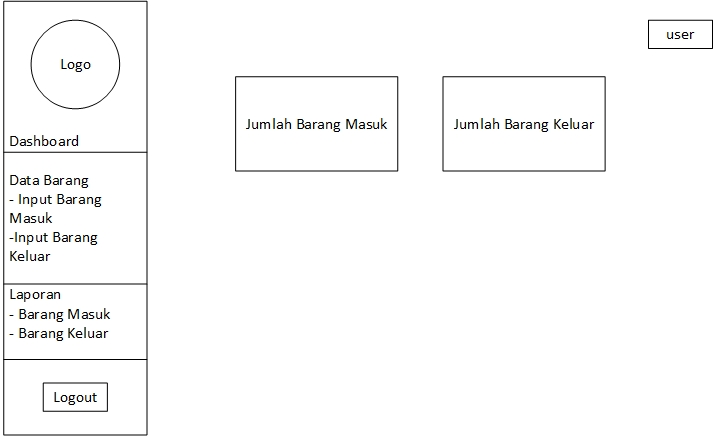 Logo
Dashboard
Data Barang
- Input Barang
Masuk
-Input Barang
Keluar
Laporan
- Barang Masuk
- Barang Keluar
Logout
user
Jumlah Barang Masuk
Jumlah Barang Keluar